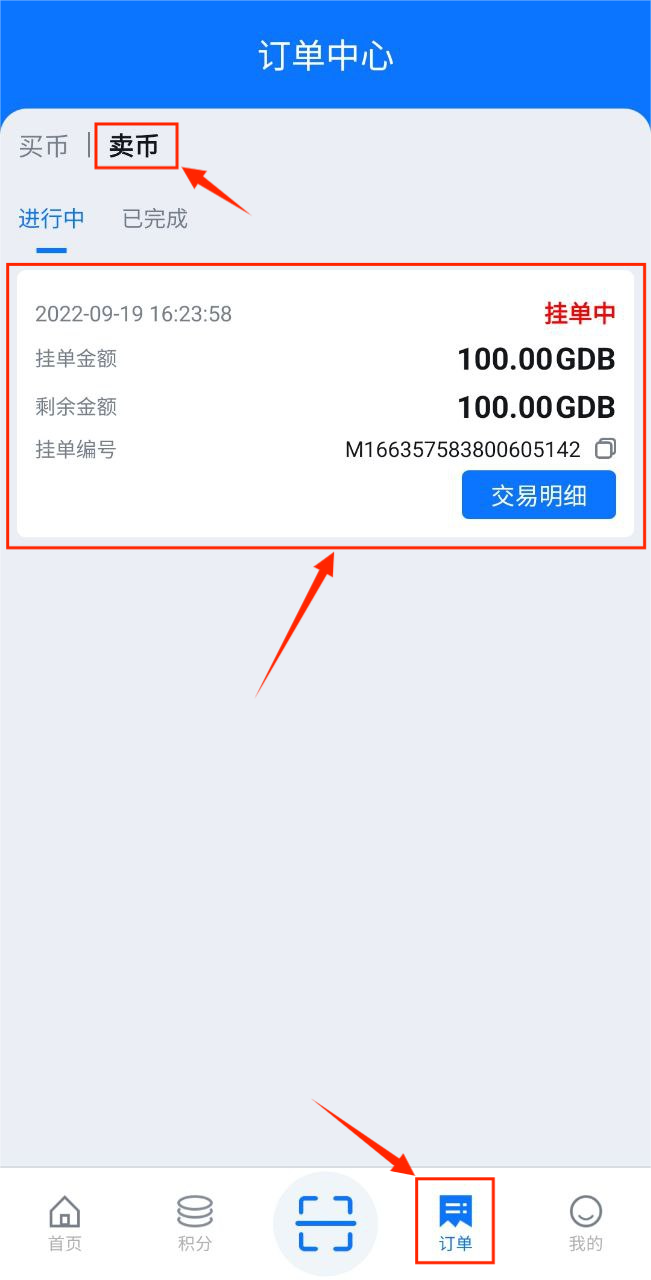 订单中心
买币 | 卖币
进行中 已完成
2022-09-19 16:23:58 挂单中
挂单金额 100.00GDB
剩余金额 100.00GDB
挂单编号 M166357583800605142
交易明细
首页 积分 订单 我的